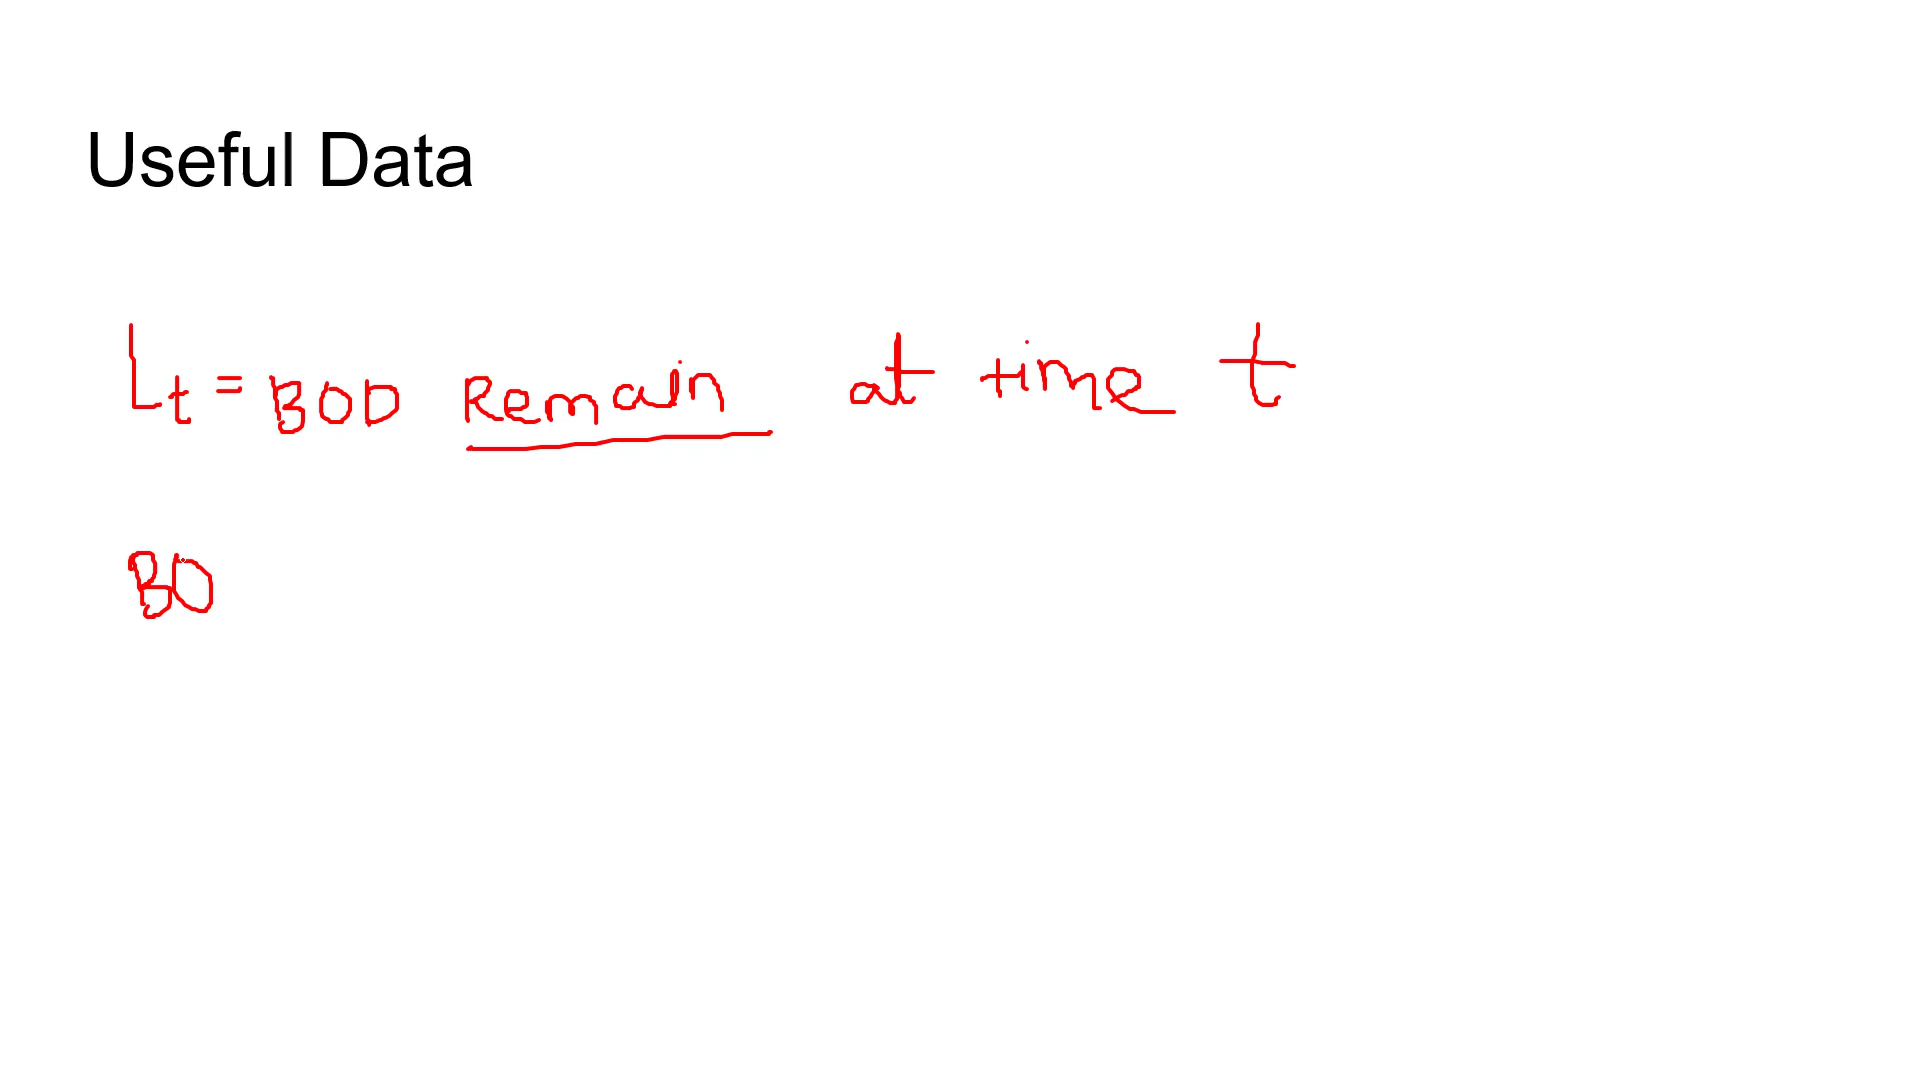 Useful Data
Lt = BOD Remain at time t
BO